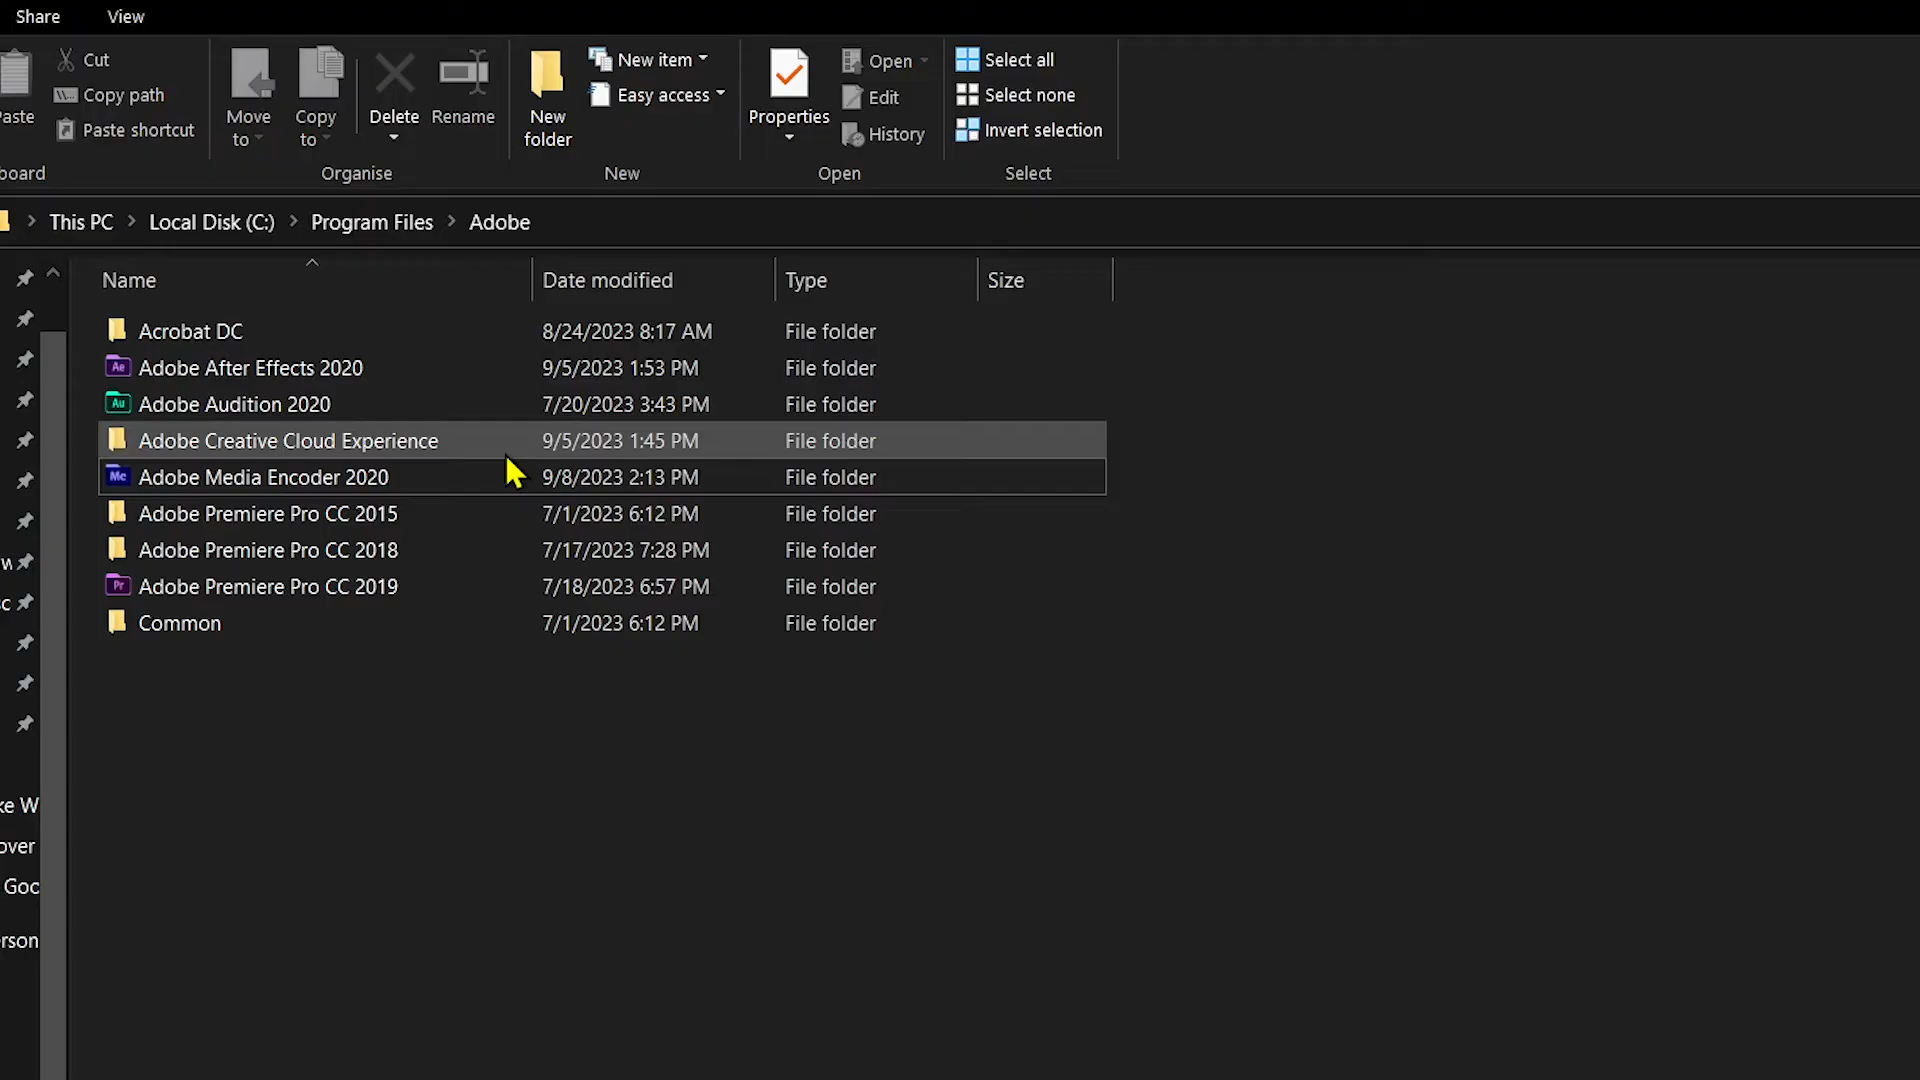 Share View
Cut
Copy path
Paste shortcut
Move to
Copy to
Delete
Rename
New folder
New item
Easy access
Properties
Open
Edit
History
Select all
Select none
Invert selection
Organise New Open Select
This PC > Local Disk (C:) > Program Files > Adobe
Name Date modified Type Size
Acrobat DC 8/24/2023 8:17 AM File folder
Ae Adobe After Effects 2020 9/5/2023 1:53 PM File folder
Au Adobe Audition 2020 7/20/2023 3:43 PM File folder
Adobe Creative Cloud Experience 9/5/2023 1:45 PM File folder
Me Adobe Media Encoder 2020 9/8/2023 2:13 PM File folder
Adobe Premiere Pro CC 2015 7/1/2023 6:12 PM File folder
Adobe Premiere Pro CC 2018 7/17/2023 7:28 PM File folder
Pr Adobe Premiere Pro CC 2019 7/18/2023 6:57 PM File folder
Common 7/1/2023 6:12 PM File folder